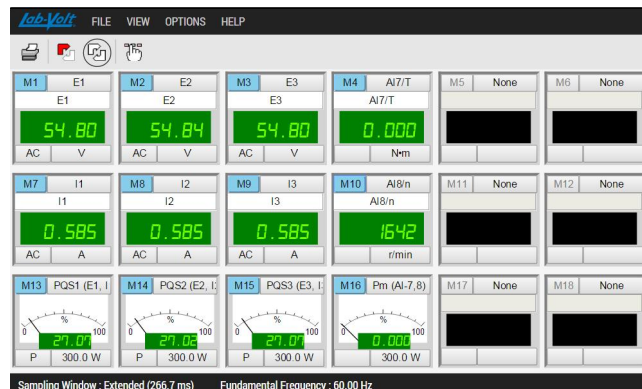 Lab-Volt FILE VIEW OPTIONS HELP
M1 E1 M2 E2 M3 E3 M4 AI7/T M5 None M6 None
E1 E2 E3 AI7/T
54.80 54.84 54.80 0.000
AC V AC V AC V N•m
M7 I1 M8 I2 M9 I3 M10 AI8/n M11 None M12 None
I1 I2 I3 AI8/n
0.585 0.585 0.585 1642
AC A AC A AC A r/min
M13 PQS1 (E1, I M14 PQS2 (E2, I M15 PQS3 (E3, I M16 Pm (AI-7,8) M17 None M18 None
% % % %
0 100 0 100 0 100 0 100
27.07 27.02 27.07 0.000
P 300.0 W P 300.0 W P 300.0 W 300.0 W
Sampling Window : Extended (266.7 ms) Fundamental Frequency : 60.00 Hz